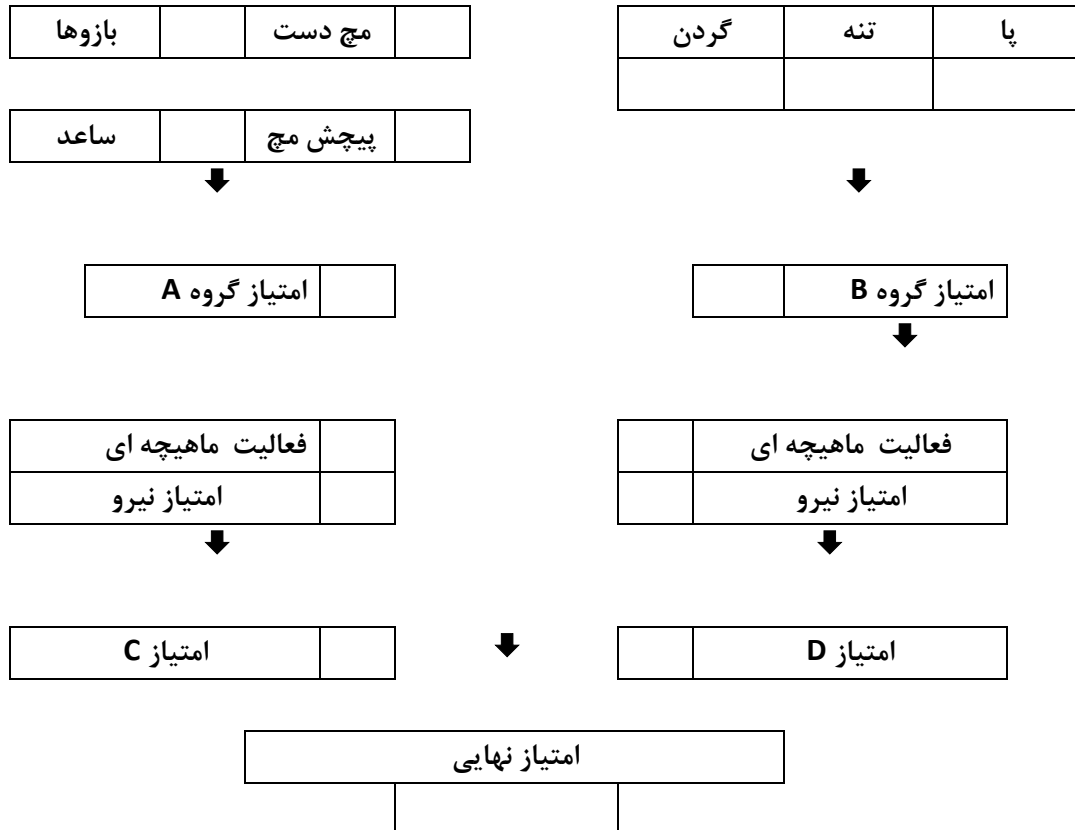 پا تنه گردن
مچ دست بازوها
پیچش مچ ساعد
امتیاز گروه B
امتیاز گروه A
فعالیت ماهیچه ای
امتیاز نیرو
فعالیت ماهیچه ای
امتیاز نیرو
امتیاز D
امتیاز C
امتیاز نهایی